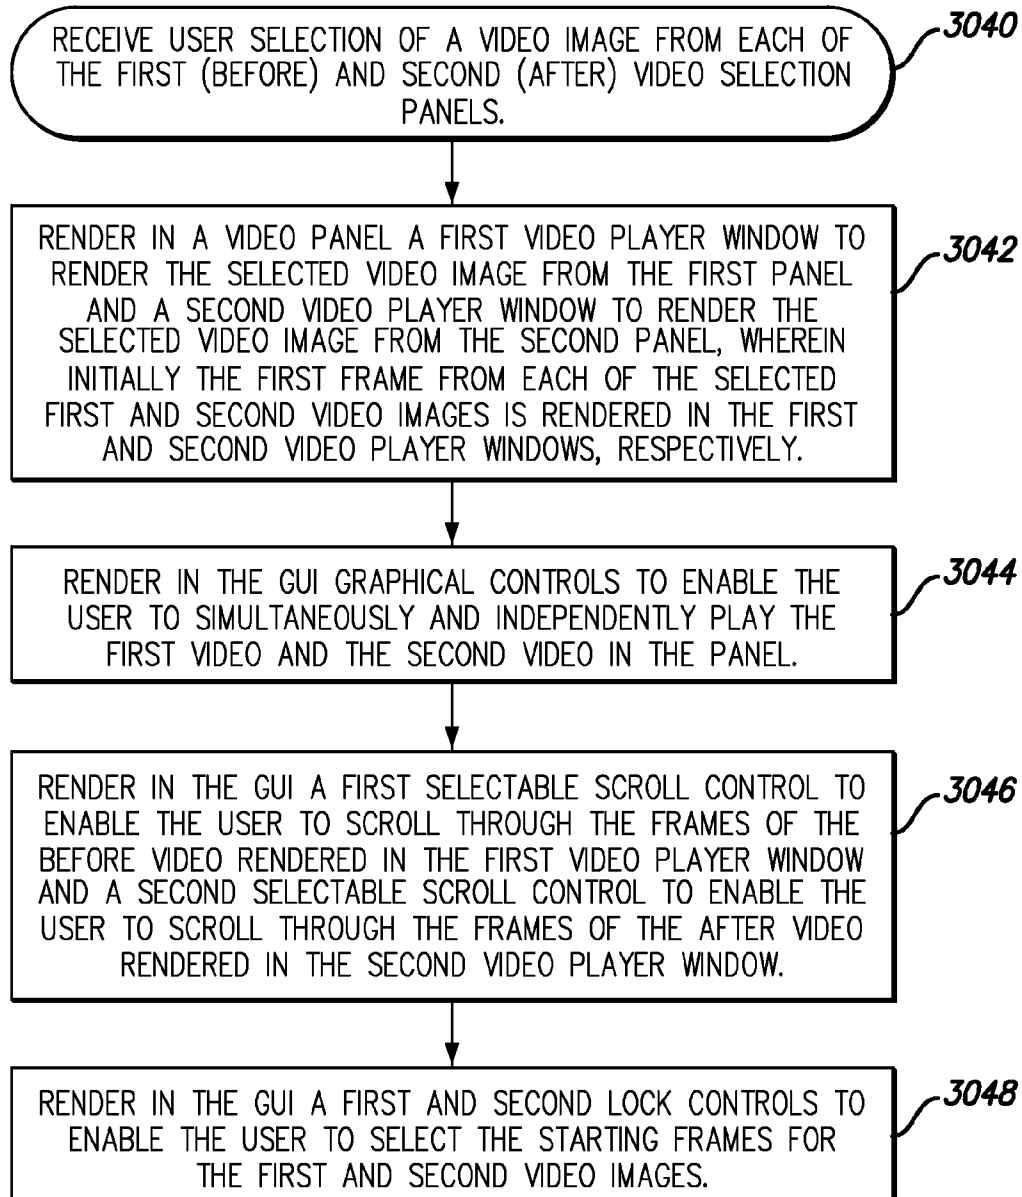 RECEIVE USER SELECTION OF A VIDEO IMAGE FROM EACH OF
THE FIRST (BEFORE) AND SECOND (AFTER) VIDEO SELECTION
PANELS.
3040
RENDER IN A VIDEO PANEL A FIRST VIDEO PLAYER WINDOW TO
RENDER THE SELECTED VIDEO IMAGE FROM THE FIRST PANEL
AND A SECOND VIDEO PLAYER WINDOW TO RENDER THE
SELECTED VIDEO IMAGE FROM THE SECOND PANEL, WHEREIN
INITIALLY THE FIRST FRAME FROM EACH OF THE SELECTED
FIRST AND SECOND VIDEO IMAGES IS RENDERED IN THE FIRST
AND SECOND VIDEO PLAYER WINDOWS, RESPECTIVELY.
3042
RENDER IN THE GUI GRAPHICAL CONTROLS TO ENABLE THE
USER TO SIMULTANEOUSLY AND INDEPENDENTLY PLAY THE
FIRST VIDEO AND THE SECOND VIDEO IN THE PANEL.
3044
RENDER IN THE GUI A FIRST SELECTABLE SCROLL CONTROL TO
ENABLE THE USER TO SCROLL THROUGH THE FRAMES OF THE
BEFORE VIDEO RENDERED IN THE FIRST VIDEO PLAYER WINDOW
AND A SECOND SELECTABLE SCROLL CONTROL TO ENABLE THE
USER TO SCROLL THROUGH THE FRAMES OF THE AFTER VIDEO
RENDERED IN THE SECOND VIDEO PLAYER WINDOW.
3046
RENDER IN THE GUI A FIRST AND SECOND LOCK CONTROLS TO
ENABLE THE USER TO SELECT THE STARTING FRAMES FOR
THE FIRST AND SECOND VIDEO IMAGES.
3048